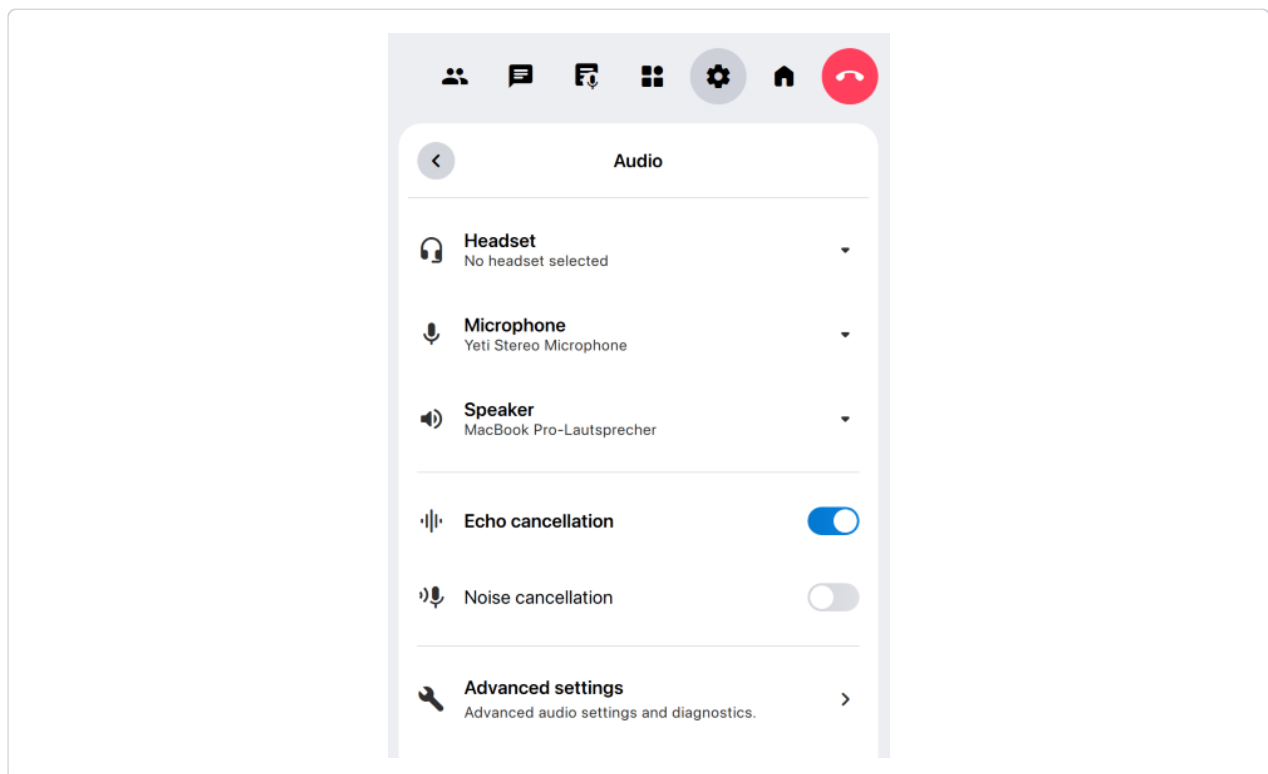 Audio
Headset
No headset selected
Microphone
Yeti Stereo Microphone
Speaker
MacBook Pro-Lautsprecher
Echo cancellation
Noise cancellation
Advanced settings
Advanced audio settings and diagnostics.